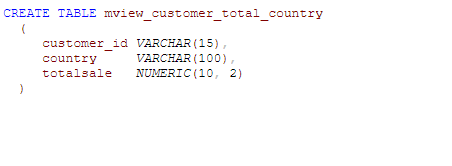 CREATE TABLE mview_customer_total_country
(
customer_id VARCHAR(15),
country VARCHAR(100),
totalsale NUMERIC(10, 2)
)